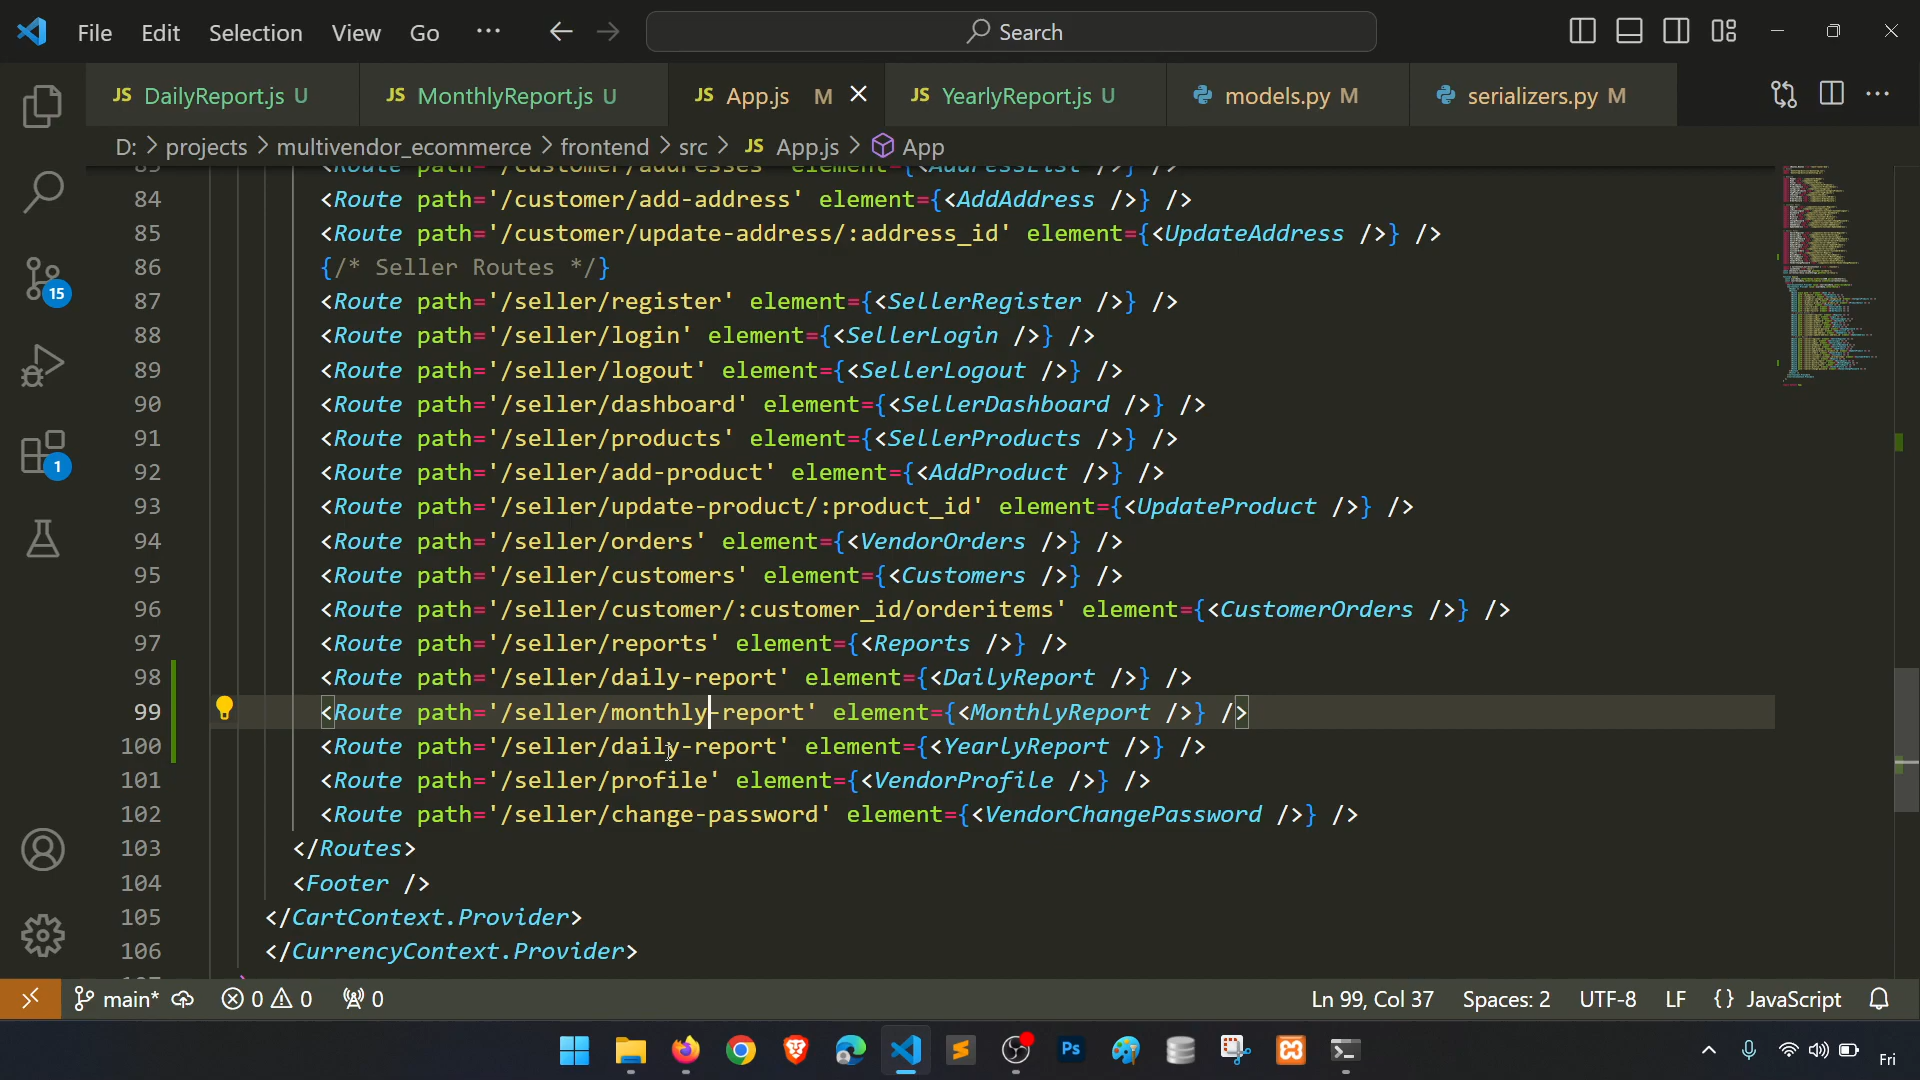 File Edit Selection View Go ··· Search
JS DailyReport.js U JS MonthlyReport.js U JS App.js M JS YearlyReport.js U models.py M serializers.py M
D: > projects > multivendor_ecommerce > frontend > src > JS App.js > App
83 <Route path='/customer/addresses' element={<AddressList />} />
84 <Route path='/customer/add-address' element={<AddAddress />} />
85 <Route path='/customer/update-address/:address_id' element={<UpdateAddress />} />
86 {/* Seller Routes */}
87 <Route path='/seller/register' element={<SellerRegister />} />
88 <Route path='/seller/login' element={<SellerLogin />} />
89 <Route path='/seller/logout' element={<SellerLogout />} />
90 <Route path='/seller/dashboard' element={<SellerDashboard />} />
91 <Route path='/seller/products' element={<SellerProducts />} />
92 <Route path='/seller/add-product' element={<AddProduct />} />
93 <Route path='/seller/update-product/:product_id' element={<UpdateProduct />} />
94 <Route path='/seller/orders' element={<VendorOrders />} />
95 <Route path='/seller/customers' element={<Customers />} />
96 <Route path='/seller/customer/:customer_id/orderitems' element={<CustomerOrders />} />
97 <Route path='/seller/reports' element={<Reports />} />
98 <Route path='/seller/daily-report' element={<DailyReport />} />
99 <Route path='/seller/monthly-report' element={<MonthlyReport />} />
100 <Route path='/seller/daily-report' element={<YearlyReport />} />
101 <Route path='/seller/profile' element={<VendorProfile />} />
102 <Route path='/seller/change-password' element={<VendorChangePassword />} />
103 </Routes>
104 <Footer />
105 </CartContext.Provider>
106 </CurrencyContext.Provider>
15
1
main* 0 0 0 Ln 99, Col 37 Spaces: 2 UTF-8 LF {} JavaScript
Ps
Fri